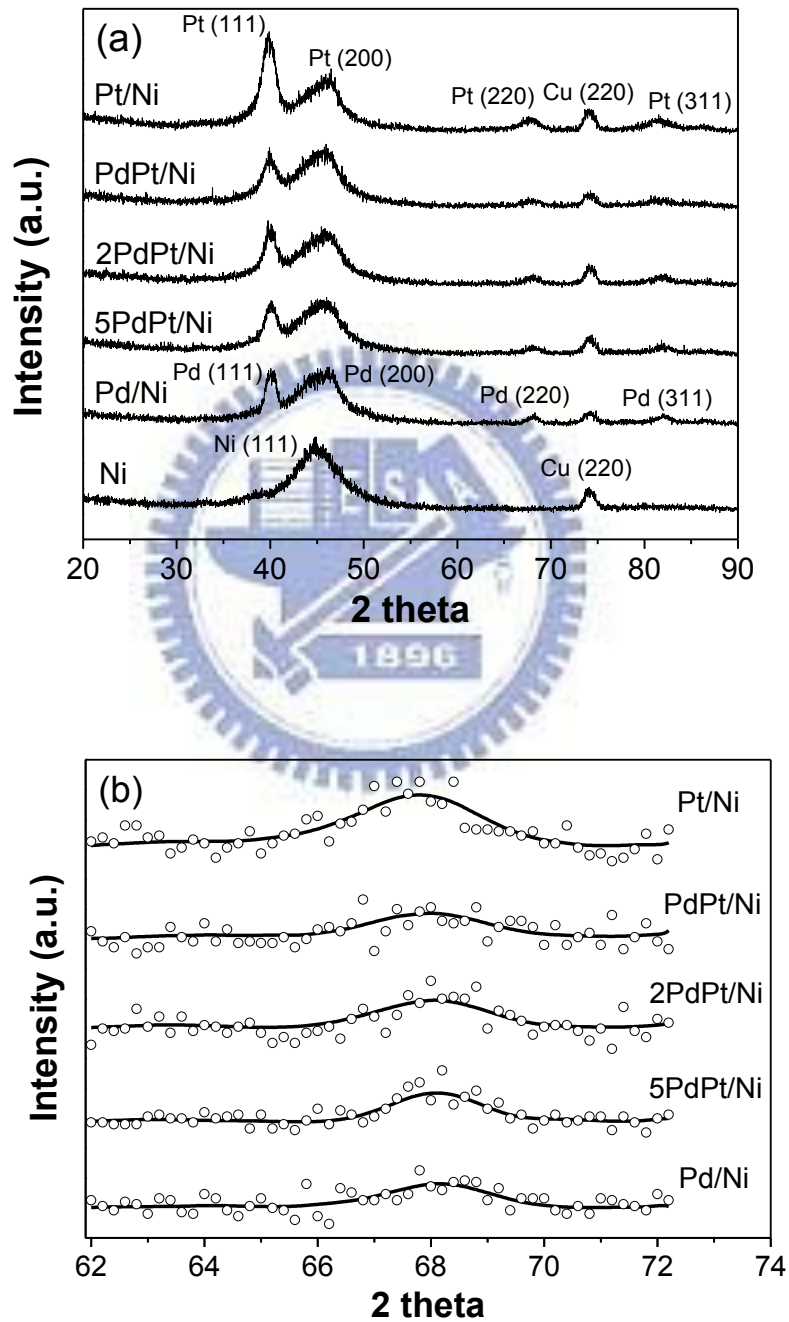 (a)
Pt (111)
Pt (200)
Pt (220) Cu (220) Pt (311)
Pt/Ni
PdPt/Ni
2PdPt/Ni
5PdPt/Ni
Pd (111) Pd (200)
Pd (220) Pd (311)
Pd/Ni
Ni (111)
Cu (220)
Ni
Intensity (a.u.)
20 30 40 50 60 70 80 90
2 theta
1896
(b)
Pt/Ni
PdPt/Ni
2PdPt/Ni
5PdPt/Ni
Pd/Ni
Intensity (a.u.)
62 64 66 68 70 72 74
2 theta